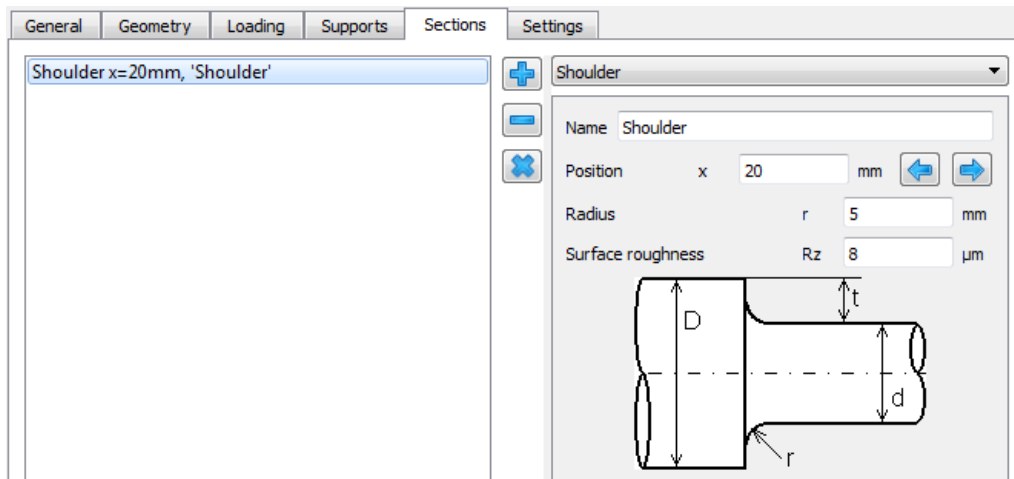 General Geometry Loading Supports Sections Settings
Shoulder x=20mm, 'Shoulder'
Shoulder
Name Shoulder
Position x 20 mm
Radius r 5 mm
Surface roughness Rz 8 µm
t
D
d
r